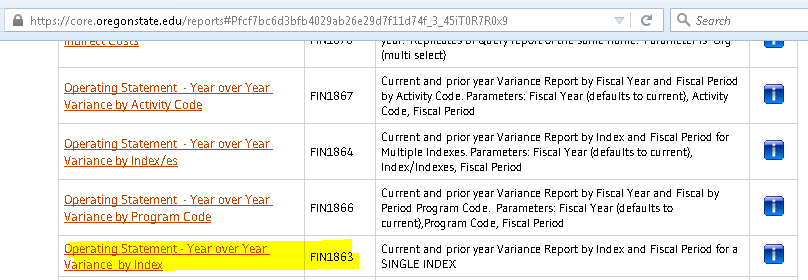 https://core.oregonstate.edu/reports#Pfcf7bc6d3bfb4029ab26e29d7f11d74f_3_45iT0R7R0x9
Search
Indirect Costs
FIN1870
year. Replicates of Query report of the same name. Parameter is Org
(multi select)
Operating Statement - Year over Year
Variance by Activity Code
FIN1867
Current and prior year Variance Report by Fiscal Year and Fiscal Period
by Activity Code. Parameters: Fiscal Year (defaults to current), Activity
Code, Fiscal Period
Operating Statement - Year over Year
Variance by Index/es
FIN1864
Current and prior year Variance Report by Index and Fiscal Period for
Multiple Indexes. Parameters: Fiscal Year (defaults to current),
Index/Indexes, Fiscal Period
Operating Statement - Year over Year
Variance by Program Code
FIN1866
Current and prior year Variance Report by Fiscal Year and Fiscal by
Period Program Code. Parameters: Fiscal Year (defaults to
current),Program Code, Fiscal Period
Operating Statement - Year over Year
Variance by Index
FIN1863
Current and prior year Variance Report by Index and Fiscal Period for a
SINGLE INDEX